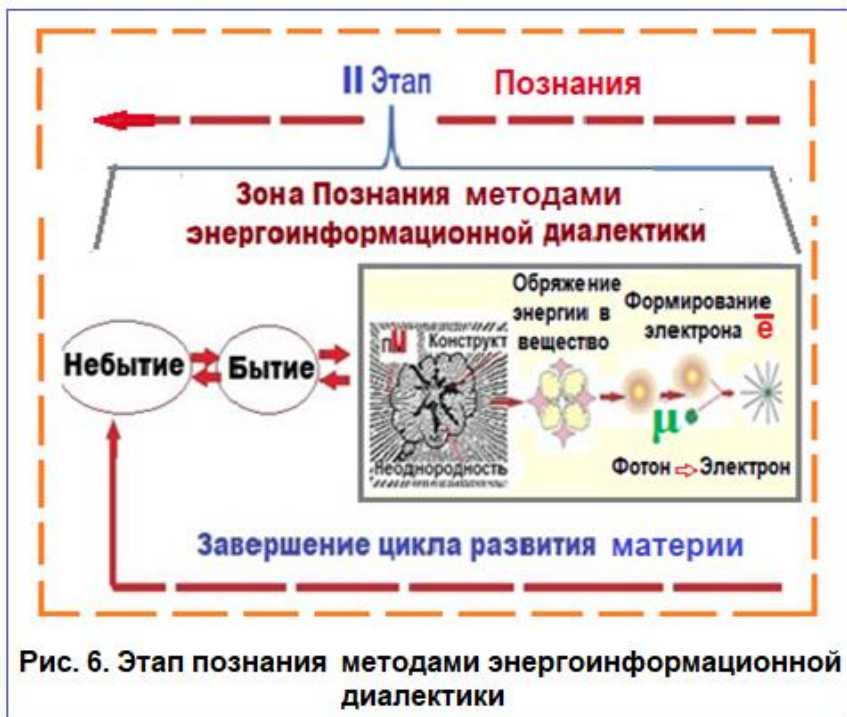 II Этап Познания
Зона Познания методами
энергоинформационной диалектики
Небытие
Бытие
U Конструкт
Неоднородность
Обряжение
энергии в
вещество
Формирование
электрона e̅
μ
Фотон ⇨ Электрон
Завершение цикла развития материи
Рис. 6. Этап познания методами энергоинформационной
диалектики